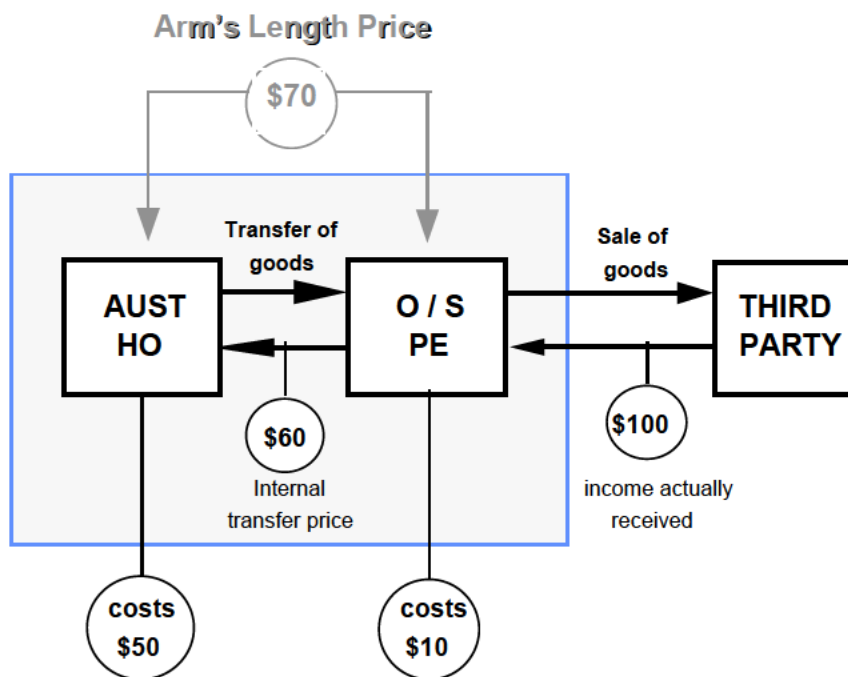 Arm's Length Price
$70
Transfer of
goods
Sale of
goods
AUST
HO
O / S
PE
THIRD
PARTY
$60
$100
Internal
transfer price
income actually
received
costs
$50
costs
$10